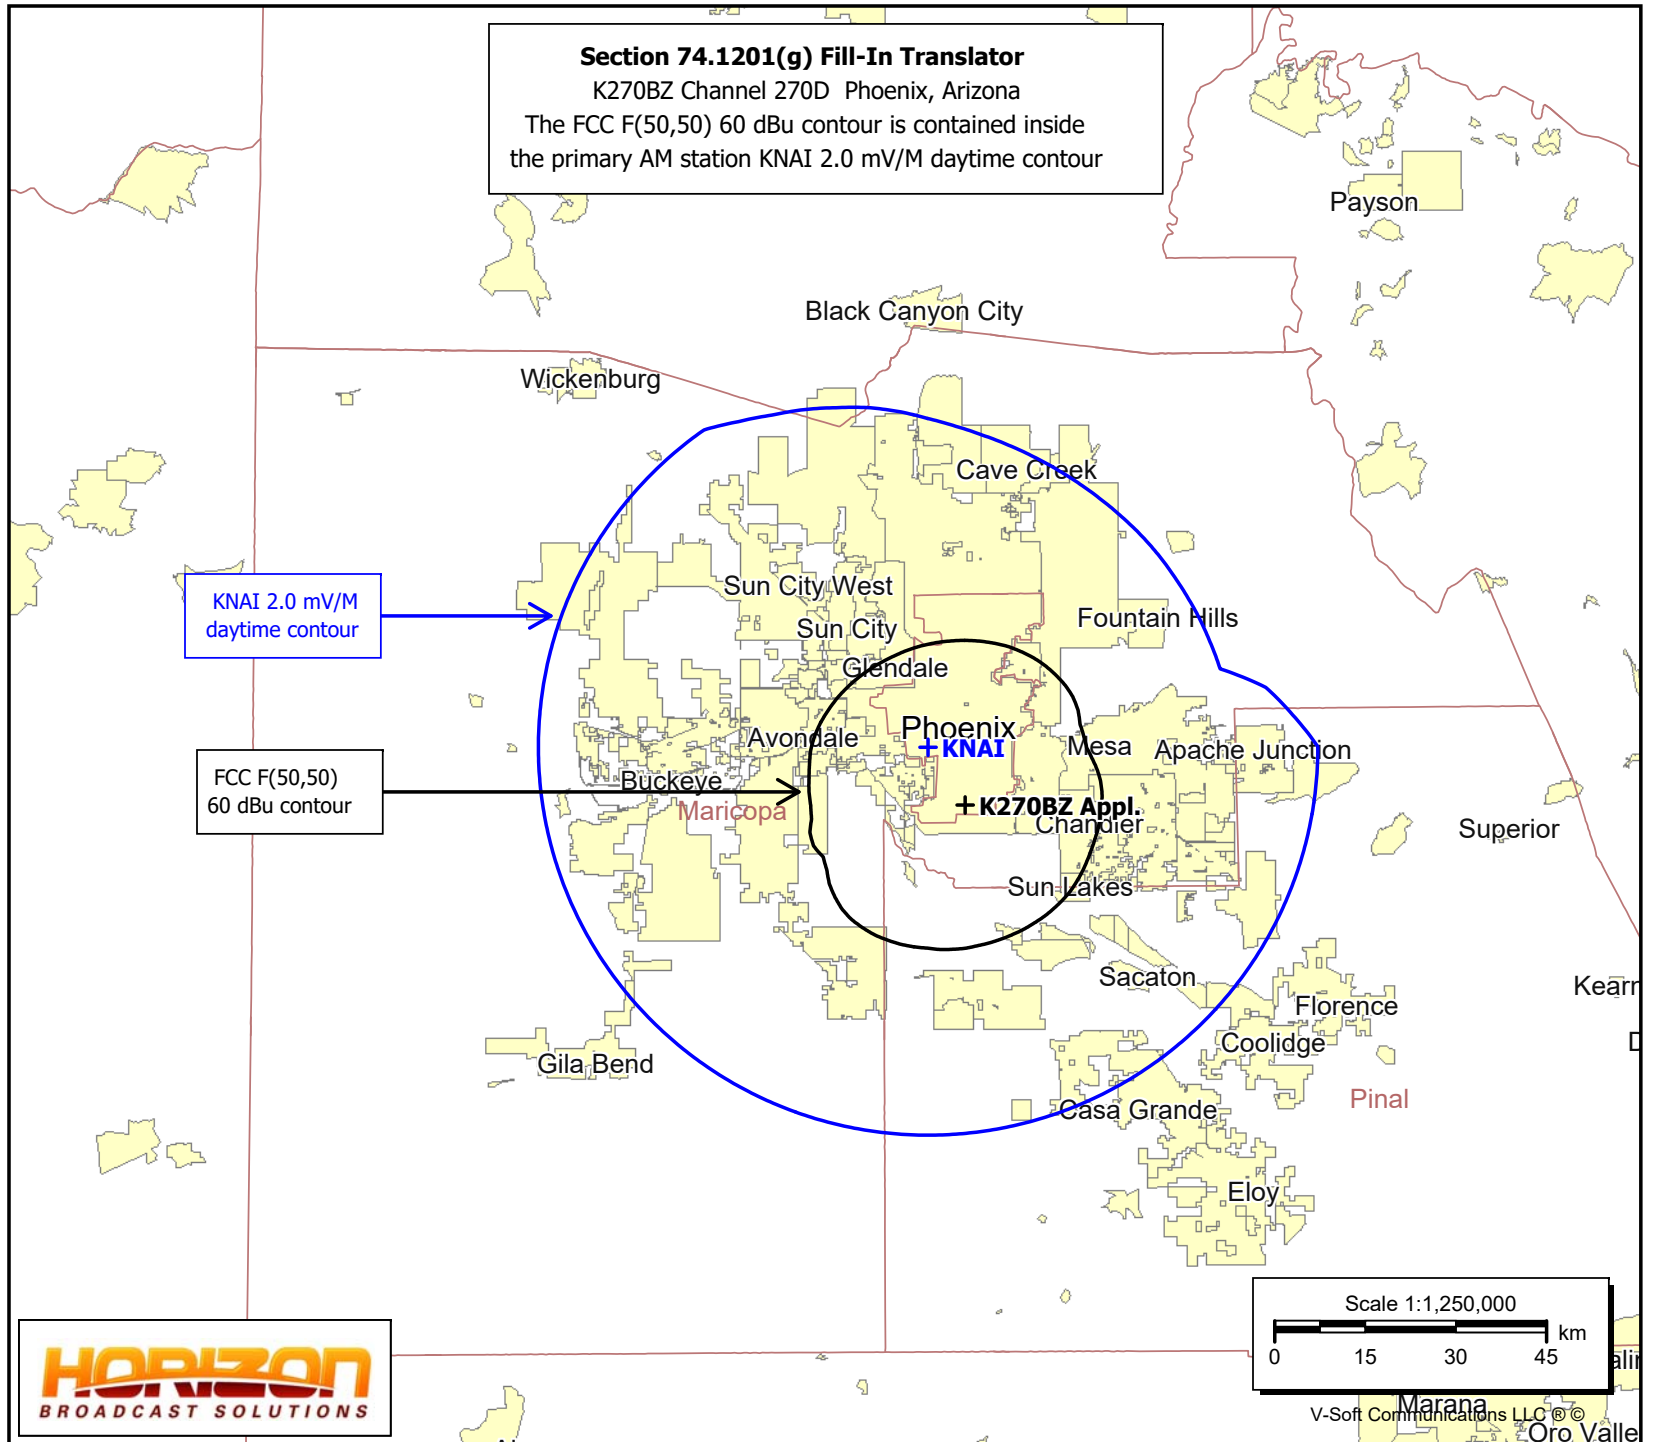 Section 74.1201(g) Fill-In Translator
K270BZ Channel 270D Phoenix, Arizona
The FCC F(50,50) 60 dBu contour is contained inside
the primary AM station KNAI 2.0 mV/M daytime contour
Payson
Black Canyon City
Wickenburg
Cave Creek
Sun City West
KNAI 2.0 mV/M
daytime contour
Fountain Hills
Sun City
Glendale
Phoenix
Avondale
KNAI
Mesa
Apache Junction
FCC F(50,50)
60 dBu contour
Buckeye
Maricopa
K270BZ Appl.
Chandler
Superior
Sun Lakes
Sacaton
Kearn
Florence
Coolidge
D
Gila Bend
Pinal
Casa Grande
Eloy
Scale 1:1,250,000
km
0 15 30 45
HORIZON
BROADCAST SOLUTIONS
Marana
V-Soft Communications LLC ® ©
Oro Valle